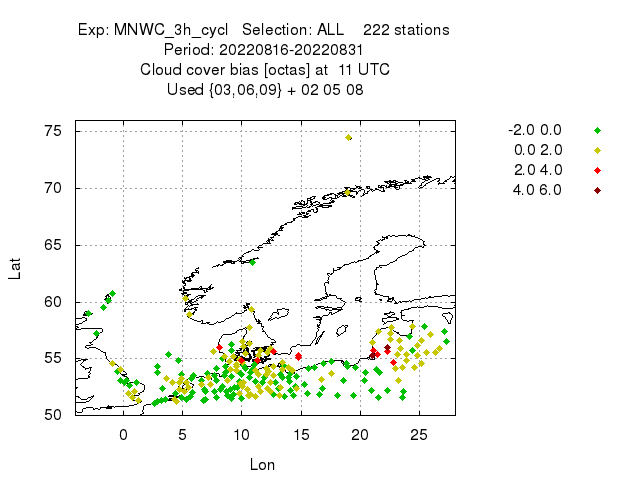 Exp: MNWC_3h_cycl   Selection: ALL    222 stations
Period: 20220816-20220831
Cloud cover bias [octas] at  11 UTC
Used {03,06,09} + 02 05 08
-2.0 0.0
0.0 2.0
2.0 4.0
4.0 6.0
75
70
65
60
55
50
Lat
0 5 10 15 20 25
Lon